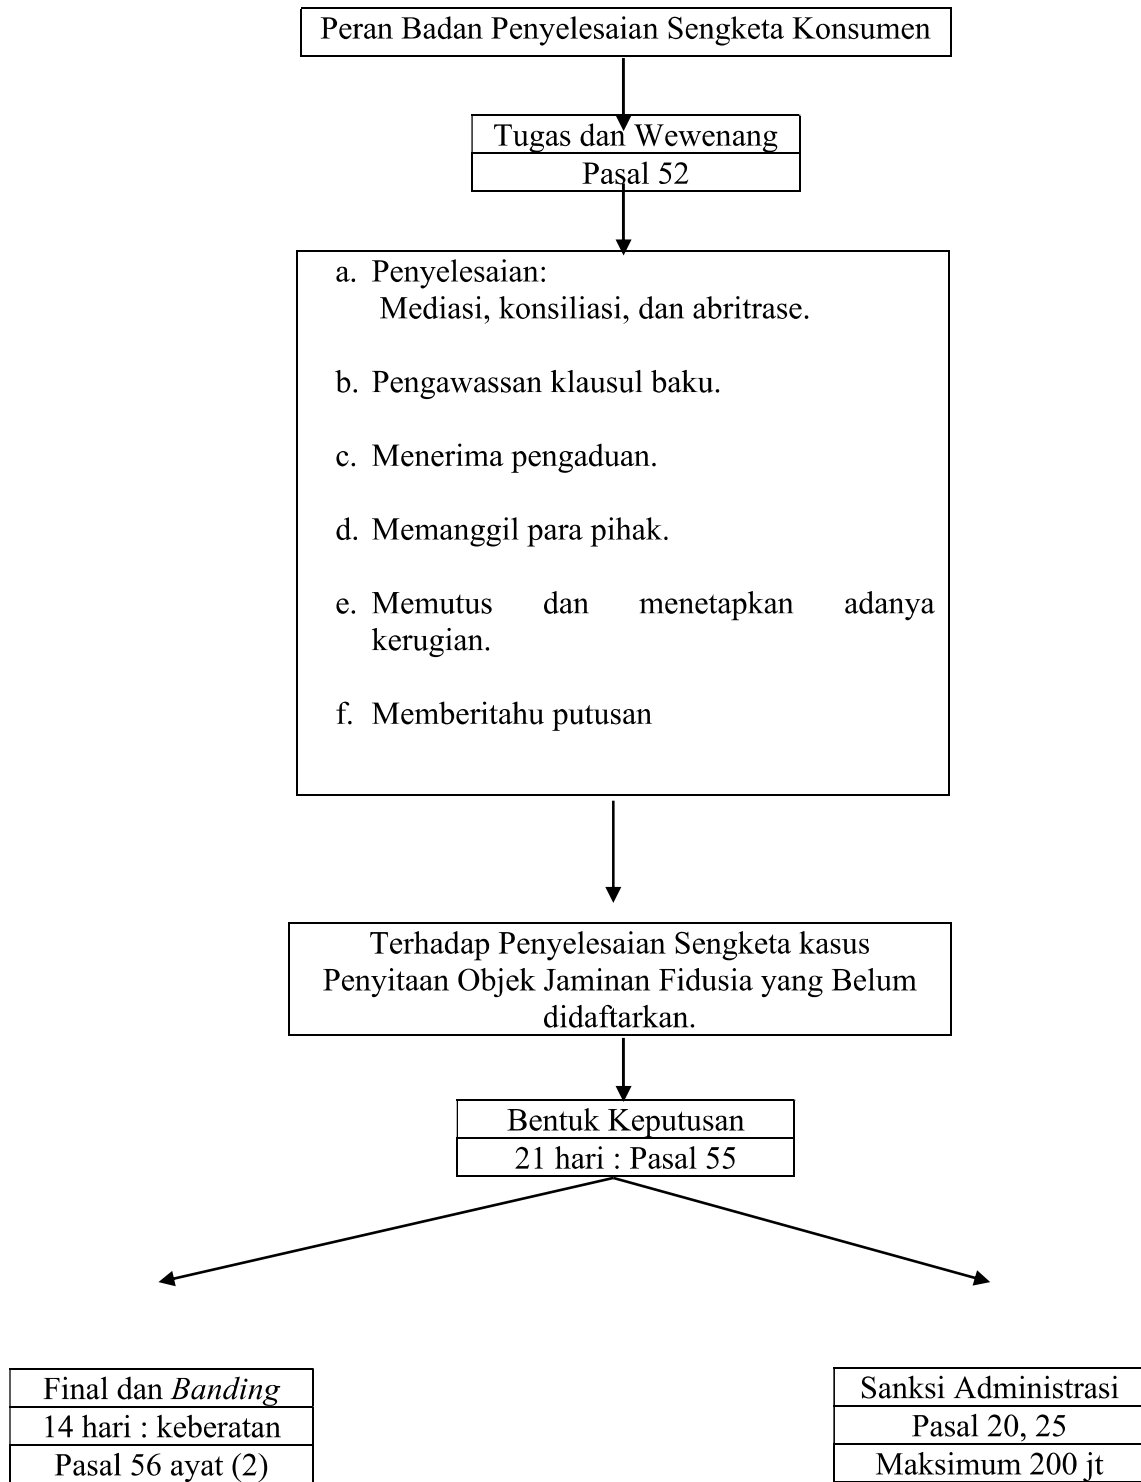 Peran Badan Penyelesaian Sengketa Konsumen
Tugas dan Wewenang
Pasal 52
a. Penyelesaian:
Mediasi, konsiliasi, dan abritrase.
b. Pengawassan klausul baku.
c. Menerima pengaduan.
d. Memanggil para pihak.
e. Memutus dan menetapkan adanya
kerugian.
f. Memberitahu putusan
Terhadap Penyelesaian Sengketa kasus
Penyitaan Objek Jaminan Fidusia yang Belum
didaftarkan.
Bentuk Keputusan
21 hari : Pasal 55
Final dan Banding
14 hari : keberatan
Pasal 56 ayat (2)
Sanksi Administrasi
Pasal 20, 25
Maksimum 200 jt